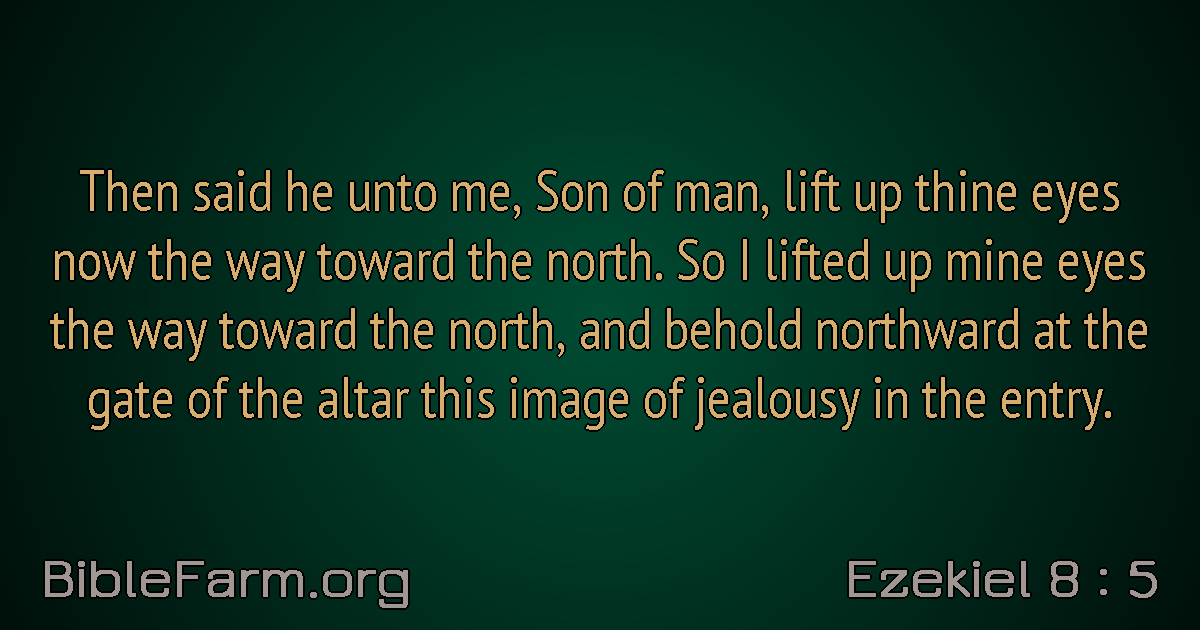 Then said he unto me, Son of man, lift up thine eyes
now the way toward the north. So I lifted up mine eyes
the way toward the north, and behold northward at the
gate of the altar this image of jealousy in the entry.
BibleFarm.org
Ezekiel 8 : 5